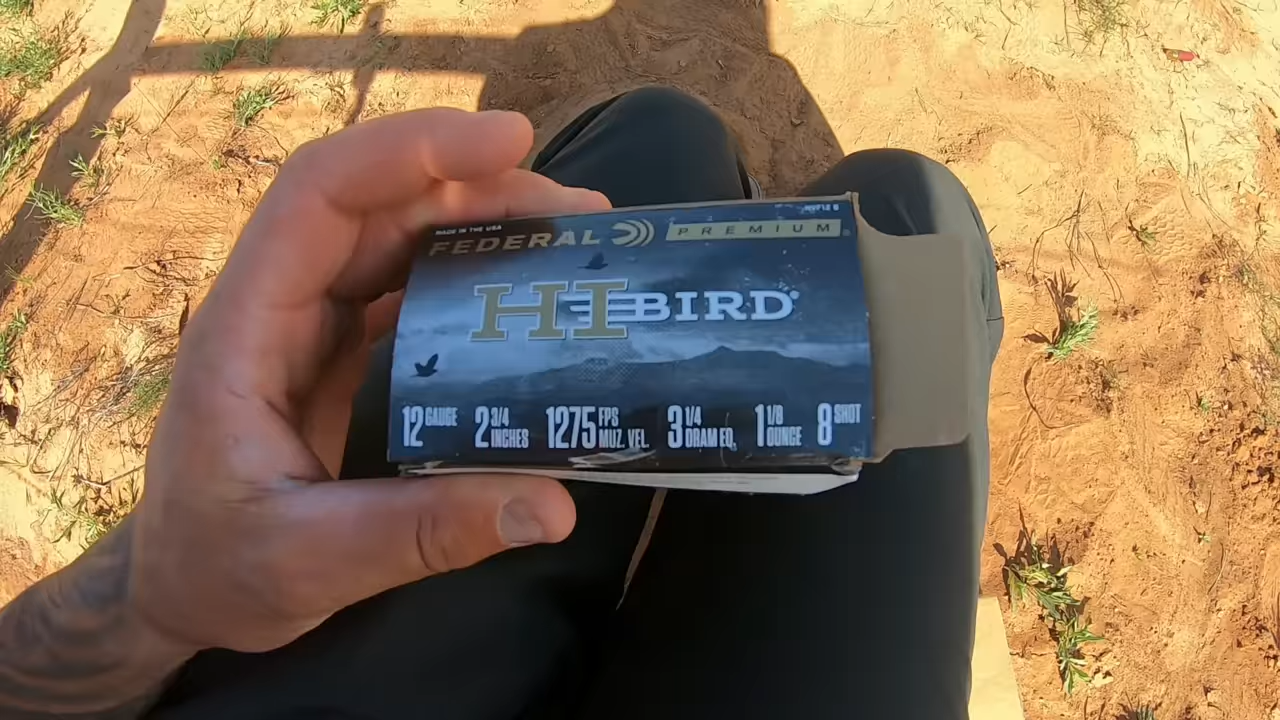 MADE IN THE USA
FEDERAL PREMIUM®
HI BIRD®
12 GAUGE 2 3/4 INCHES 1275 FPS MUZ. VEL. 3 1/4 DRAM EQ. 1 1/8 OUNCE 8 SHOT